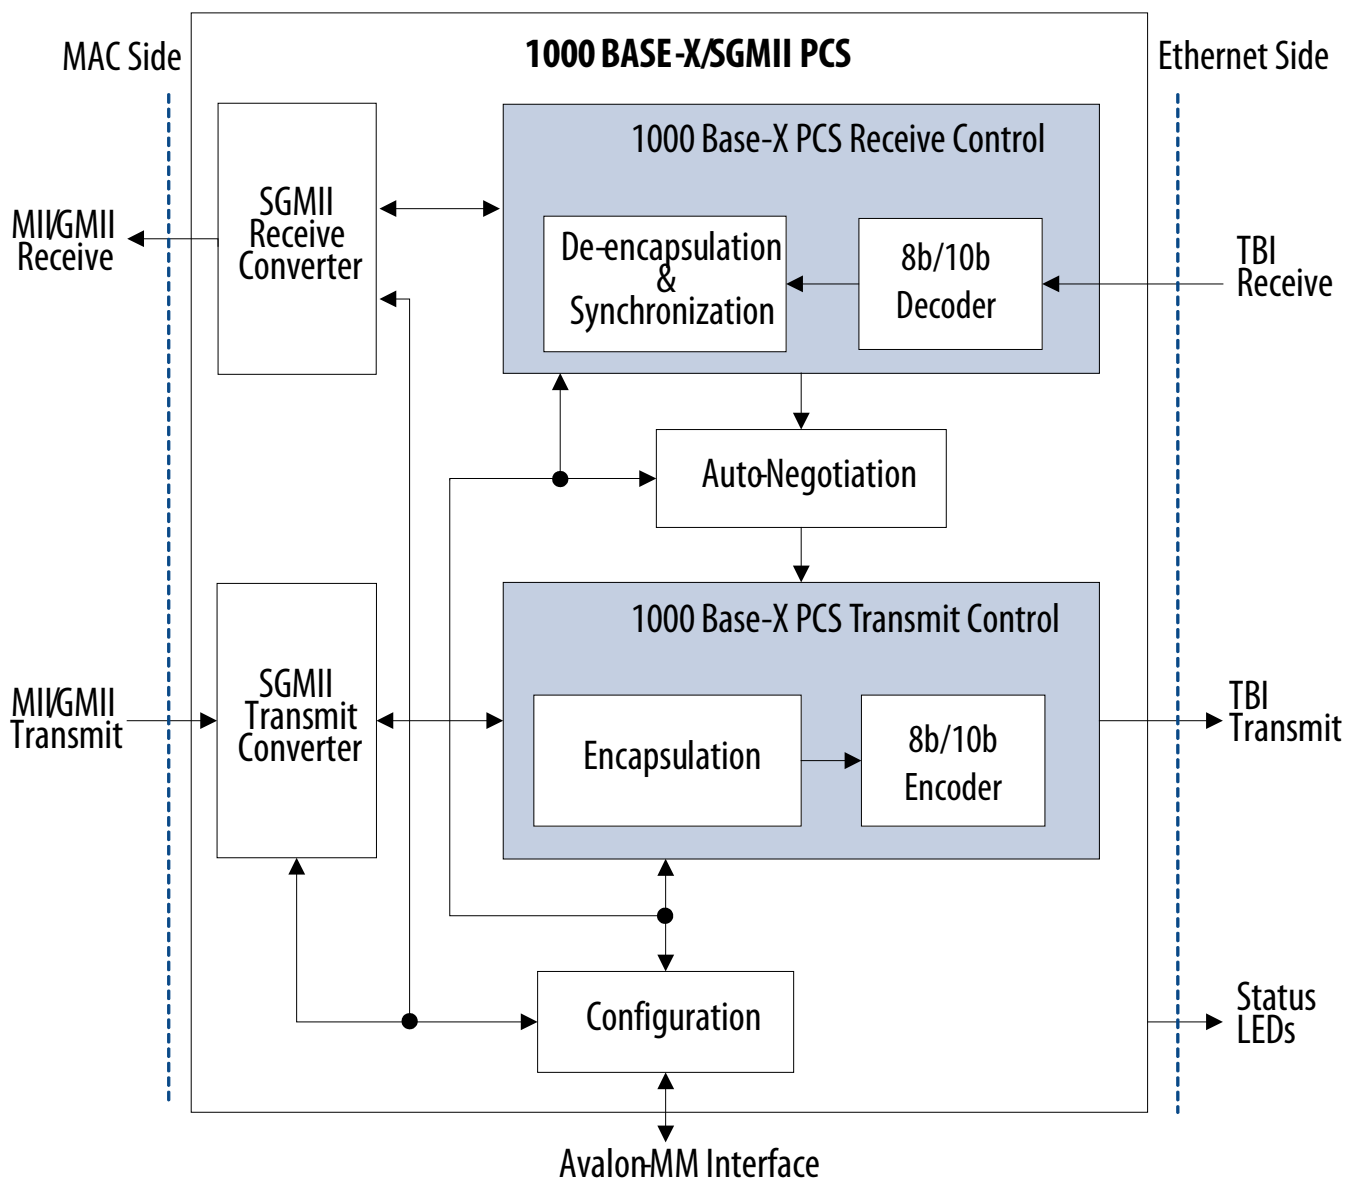 1000 BASE-X/SGMII PCS
MAC Side
Ethernet Side
1000 Base-X PCS Receive Control
SGMII
Receive
Converter
MII/GMII
Receive
De-encapsulation
&
Synchronization
8b/10b
Decoder
TBI
Receive
Auto-Negotiation
1000 Base-X PCS Transmit Control
SGMII
Transmit
Converter
MII/GMII
Transmit
Encapsulation
8b/10b
Encoder
TBI
Transmit
Configuration
Status
LEDs
Avalon-MM Interface